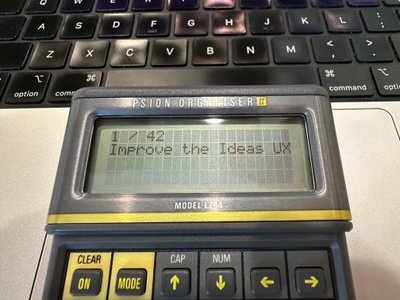 A S D F G H J K L
Z X C V B N M < , > .
option ⌘ command ⌘ command option
PSION ORGANISER II
1 / 42
Improve the Ideas UX
MODEL LZ64
CLEAR CAP NUM
ON MODE ↑ ↓ ← →